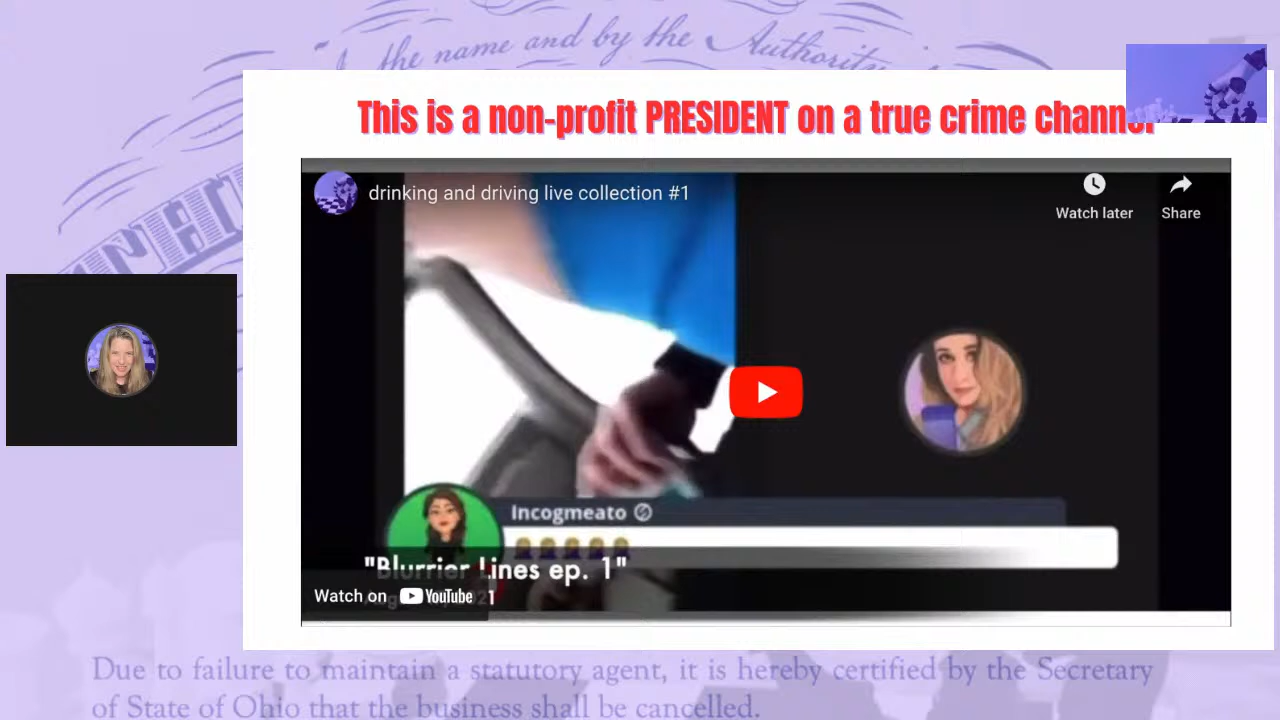 the name and by the Authority
This is a non-profit PRESIDENT on a true crime channel
drinking and driving live collection #1
Watch later
Share
Incogmeato
"Blurrier Lines ep. 1"
Watch on YouTube
Due to failure to maintain a statutory agent, it is hereby certified by the Secretary
of State of Ohio that the business shall be cancelled.